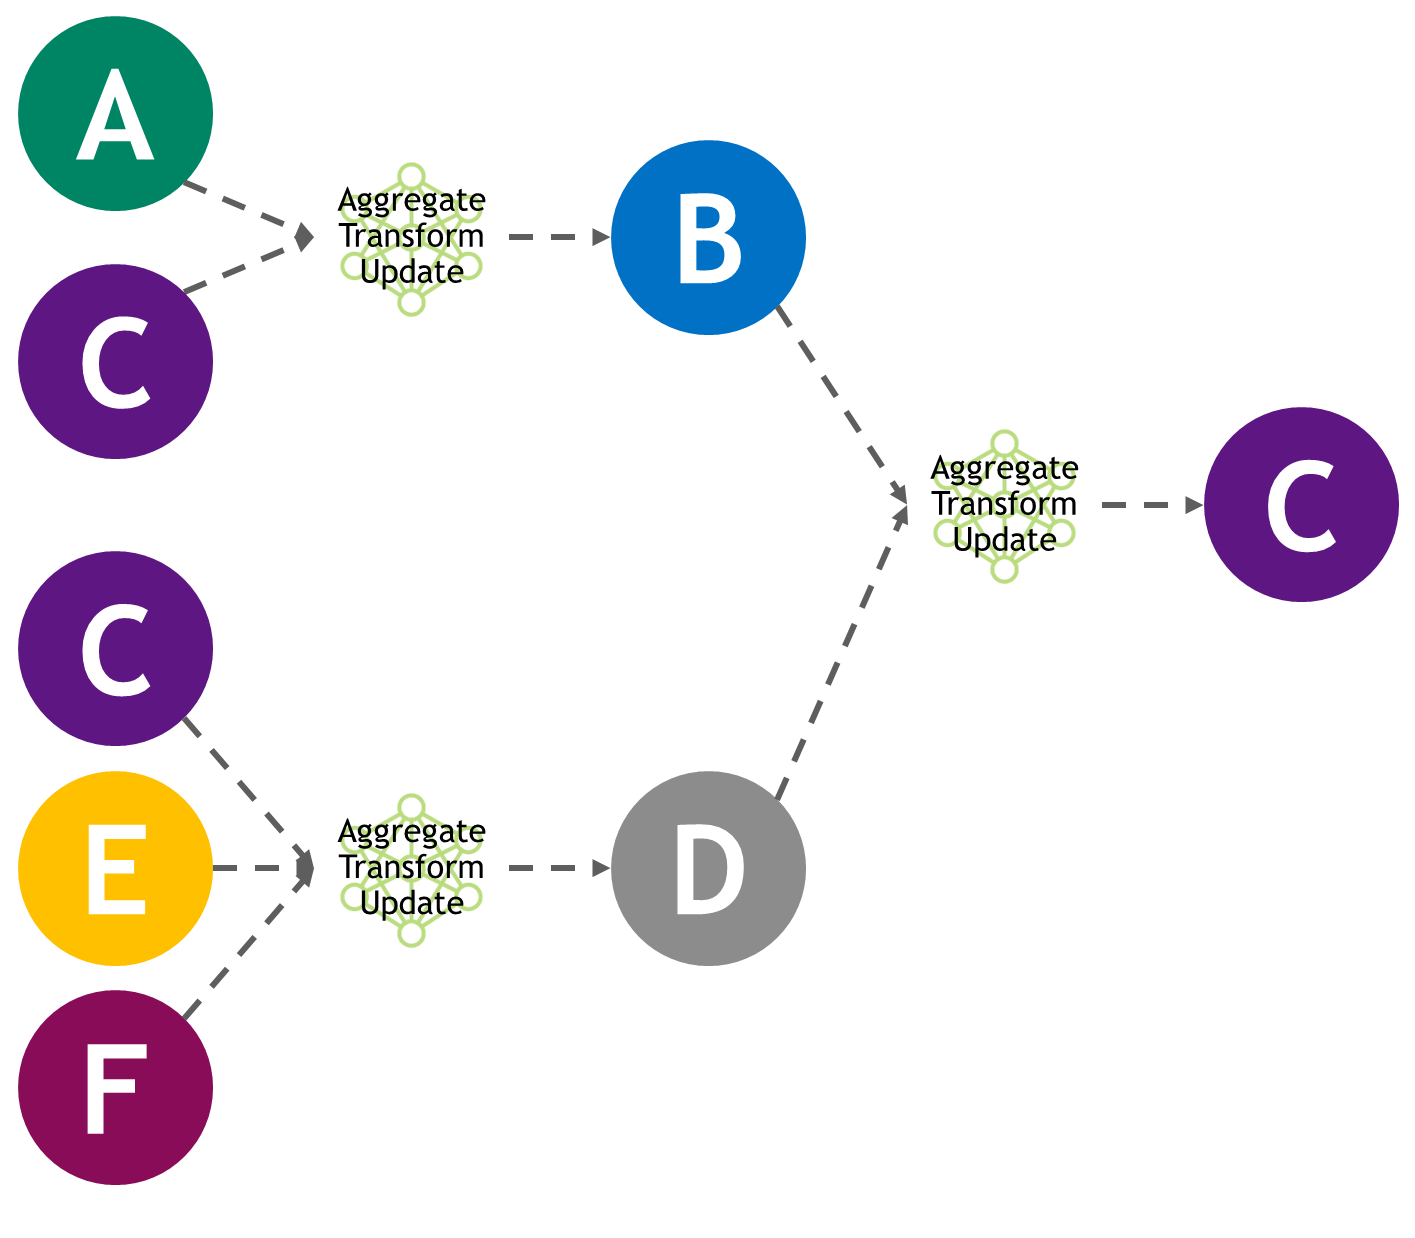 A
C
Aggregate
Transform
Update
B
C
E
F
Aggregate
Transform
Update
D
Aggregate
Transform
Update
C